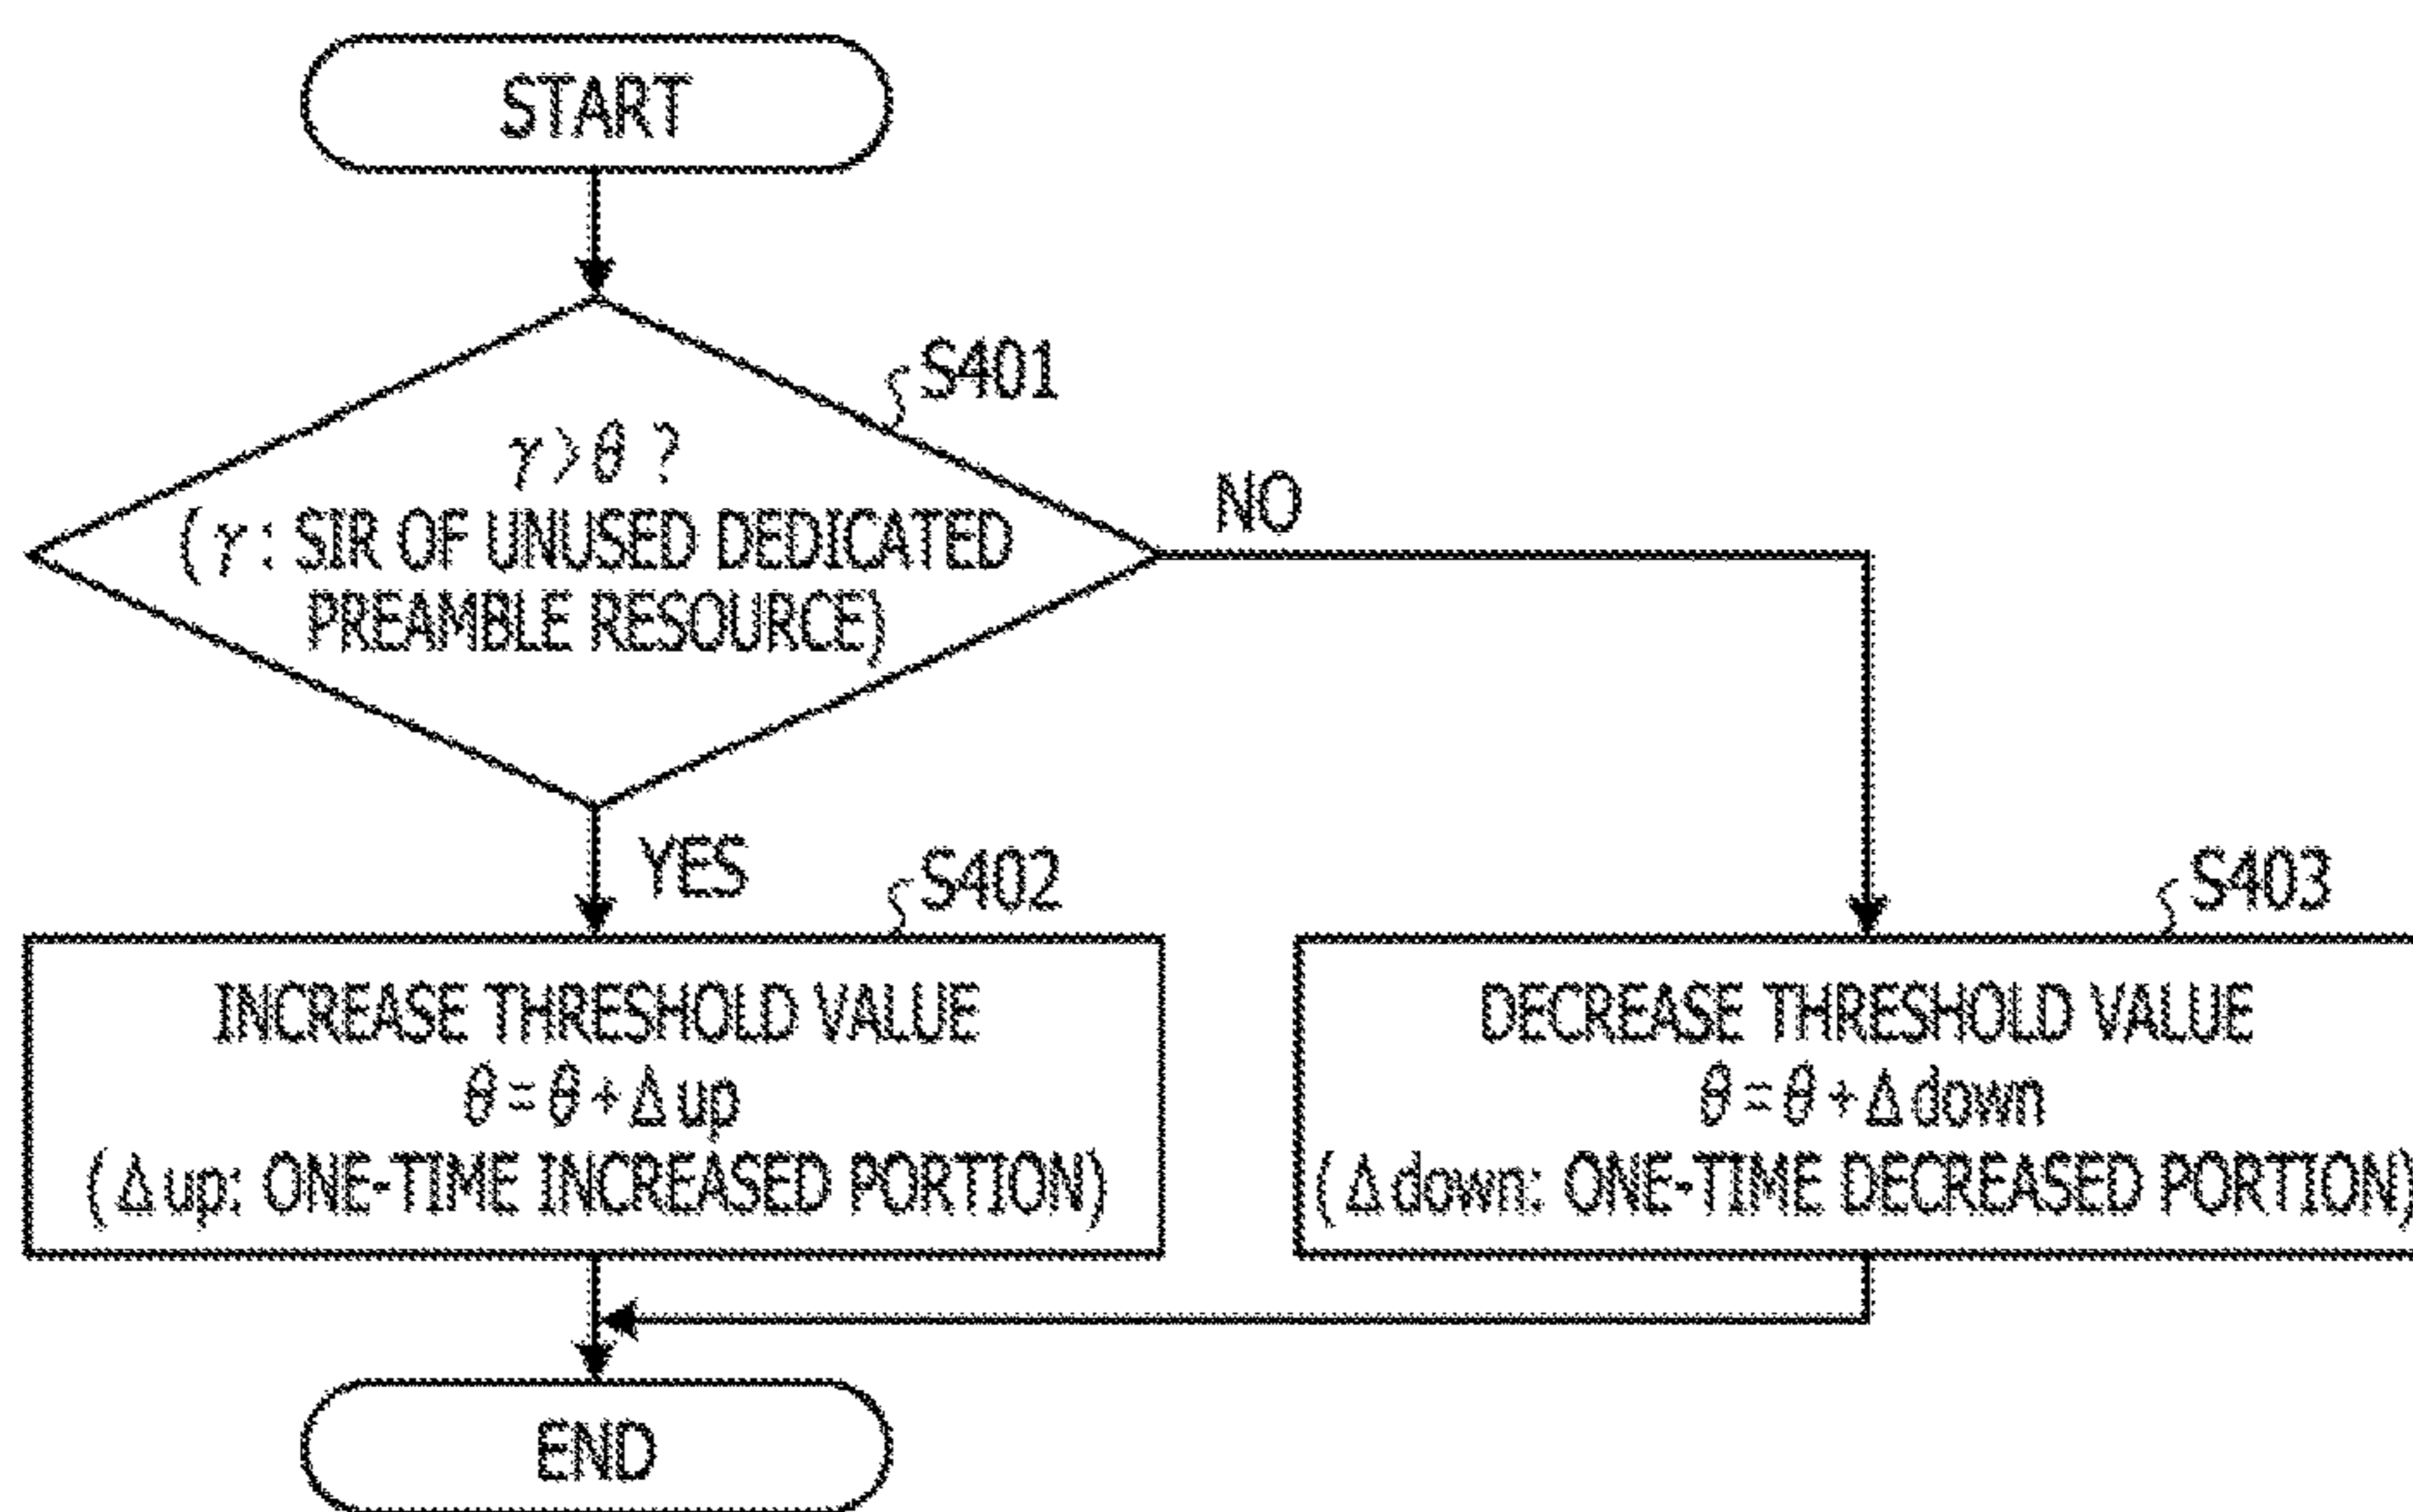 START
S401
γ>θ ?
(γ: SIR OF UNUSED DEDICATED
PREAMBLE RESOURCE)
NO
YES
S402
INCREASE THRESHOLD VALUE
θ=θ+Δup
(Δup: ONE-TIME INCREASED PORTION)
S403
DECREASE THRESHOLD VALUE
θ=θ+Δdown
(Δdown: ONE-TIME DECREASED PORTION)
END